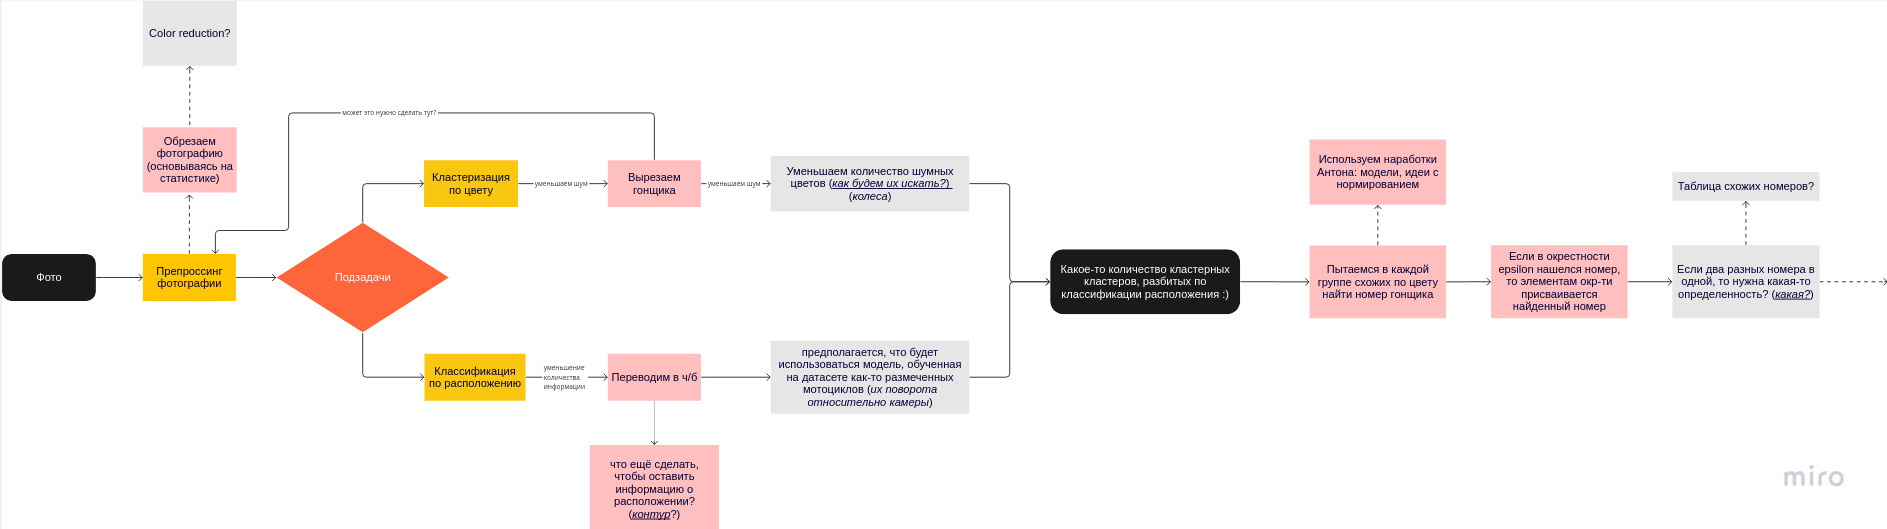 Color reduction?
Обрезаем
фотографию
(основываясь на
статистике)
Фото
Препроссинг
фотографии
Подзадачи
может это нужно сделать тут?
Кластеризация
по цвету
уменьшаем шум
Вырезаем
гонщика
уменьшаем шум
Уменьшаем количество шумных
цветов (как будем их искать?)
(колеса)
Классификация
по расположению
уменьшение
количества
информации
Переводим в ч/б
предполагается, что будет
использоваться модель, обученная
на датасете как-то размеченных
мотоциклов (их поворота
относительно камеры)
что ещё сделать,
чтобы оставить
информацию о
расположении?
(контур?)
Какое-то количество кластерных
кластеров, разбитых по
классификации расположения :)
Используем наработки
Антона: модели, идеи с
нормированием
Пытаемся в каждой
группе схожих по цвету
найти номер гонщика
Если в окрестности
epsilon нашелся номер,
то элементам окр-ти
присваивается
найденный номер
Таблица схожих номеров?
Если два разных номера в
одной, то нужна какая-то
определенность? (какая?)
miro